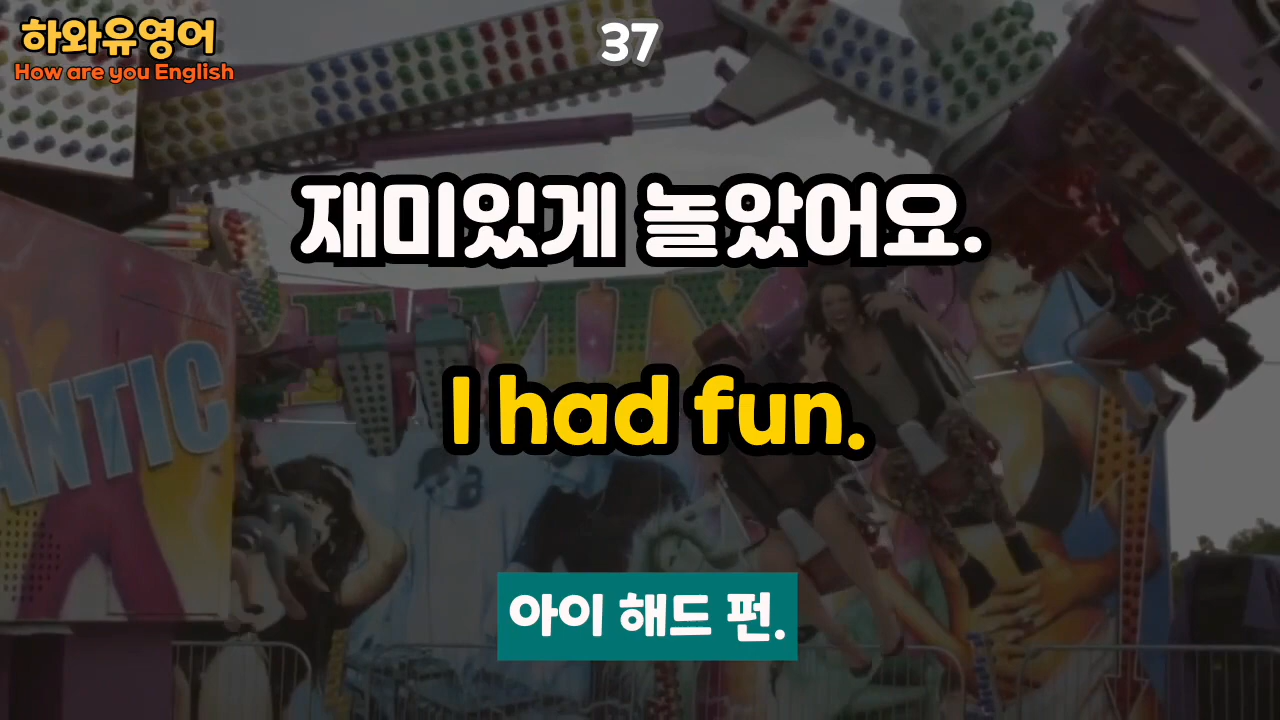 하와유영어
How are you English
37
재미있게 놀았어요.
I had fun.
아이 해드 펀.
ANTIC